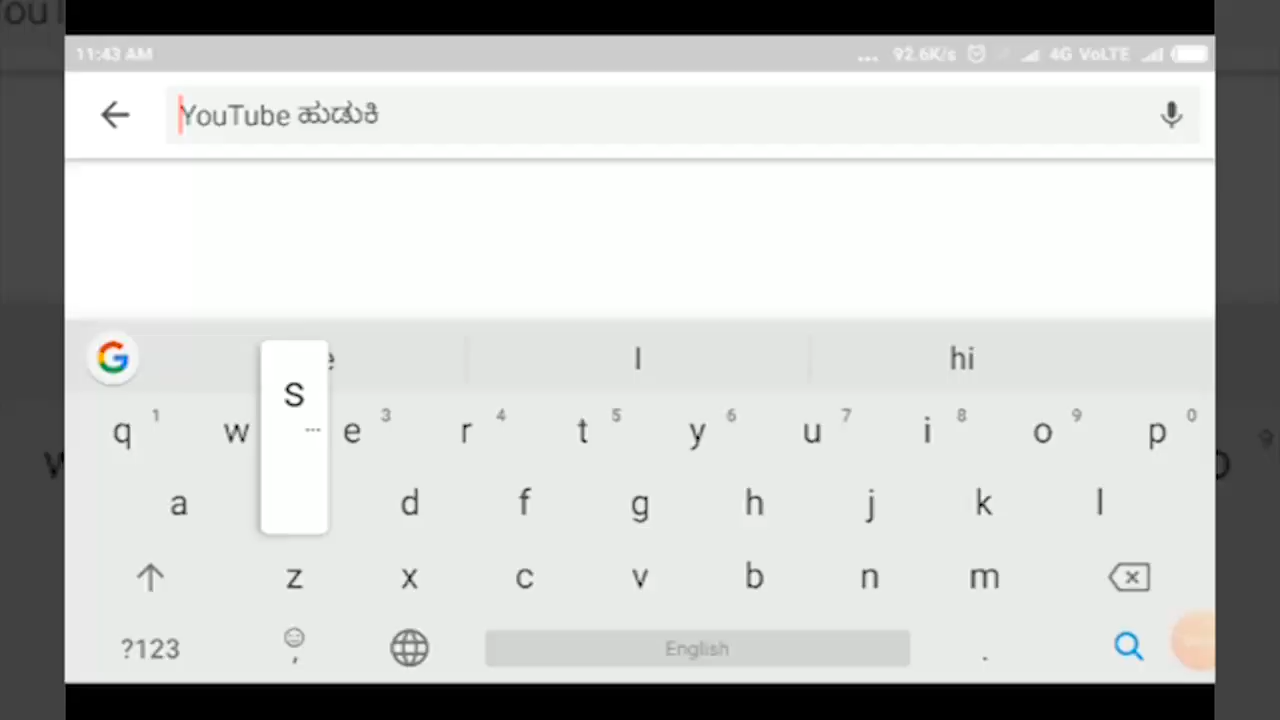 11:43 AM ... 92.6K/s 4G VoLTE
YouTube ಹುಡುಕಿ
I hi
q 1 w e 3 r 4 t 5 y 6 u 7 i 8 o 9 p 0
S ...
a d f g h j k l
z x c v b n m
?123 , English .